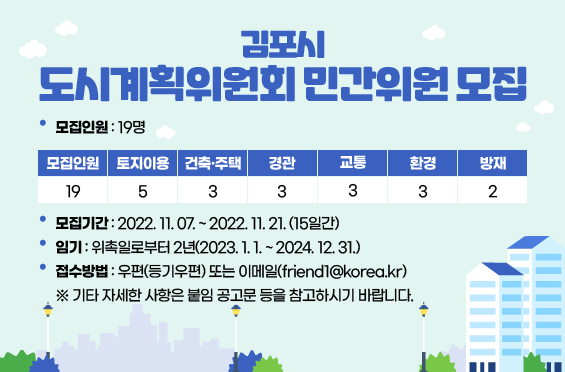 김포시
도시계획위원회 민간위원 모집
• 모집인원 : 19명
모집인원 토지이용 건축·주택 경관 교통 환경 방재
19 5 3 3 3 3 2
• 모집기간 : 2022. 11. 07. ~ 2022. 11. 21. (15일간)
• 임기 : 위촉일로부터 2년(2023. 1. 1. ~ 2024. 12. 31.)
• 접수방법 : 우편(등기우편) 또는 이메일(friend1@korea.kr)
※ 기타 자세한 사항은 붙임 공고문 등을 참고하시기 바랍니다.